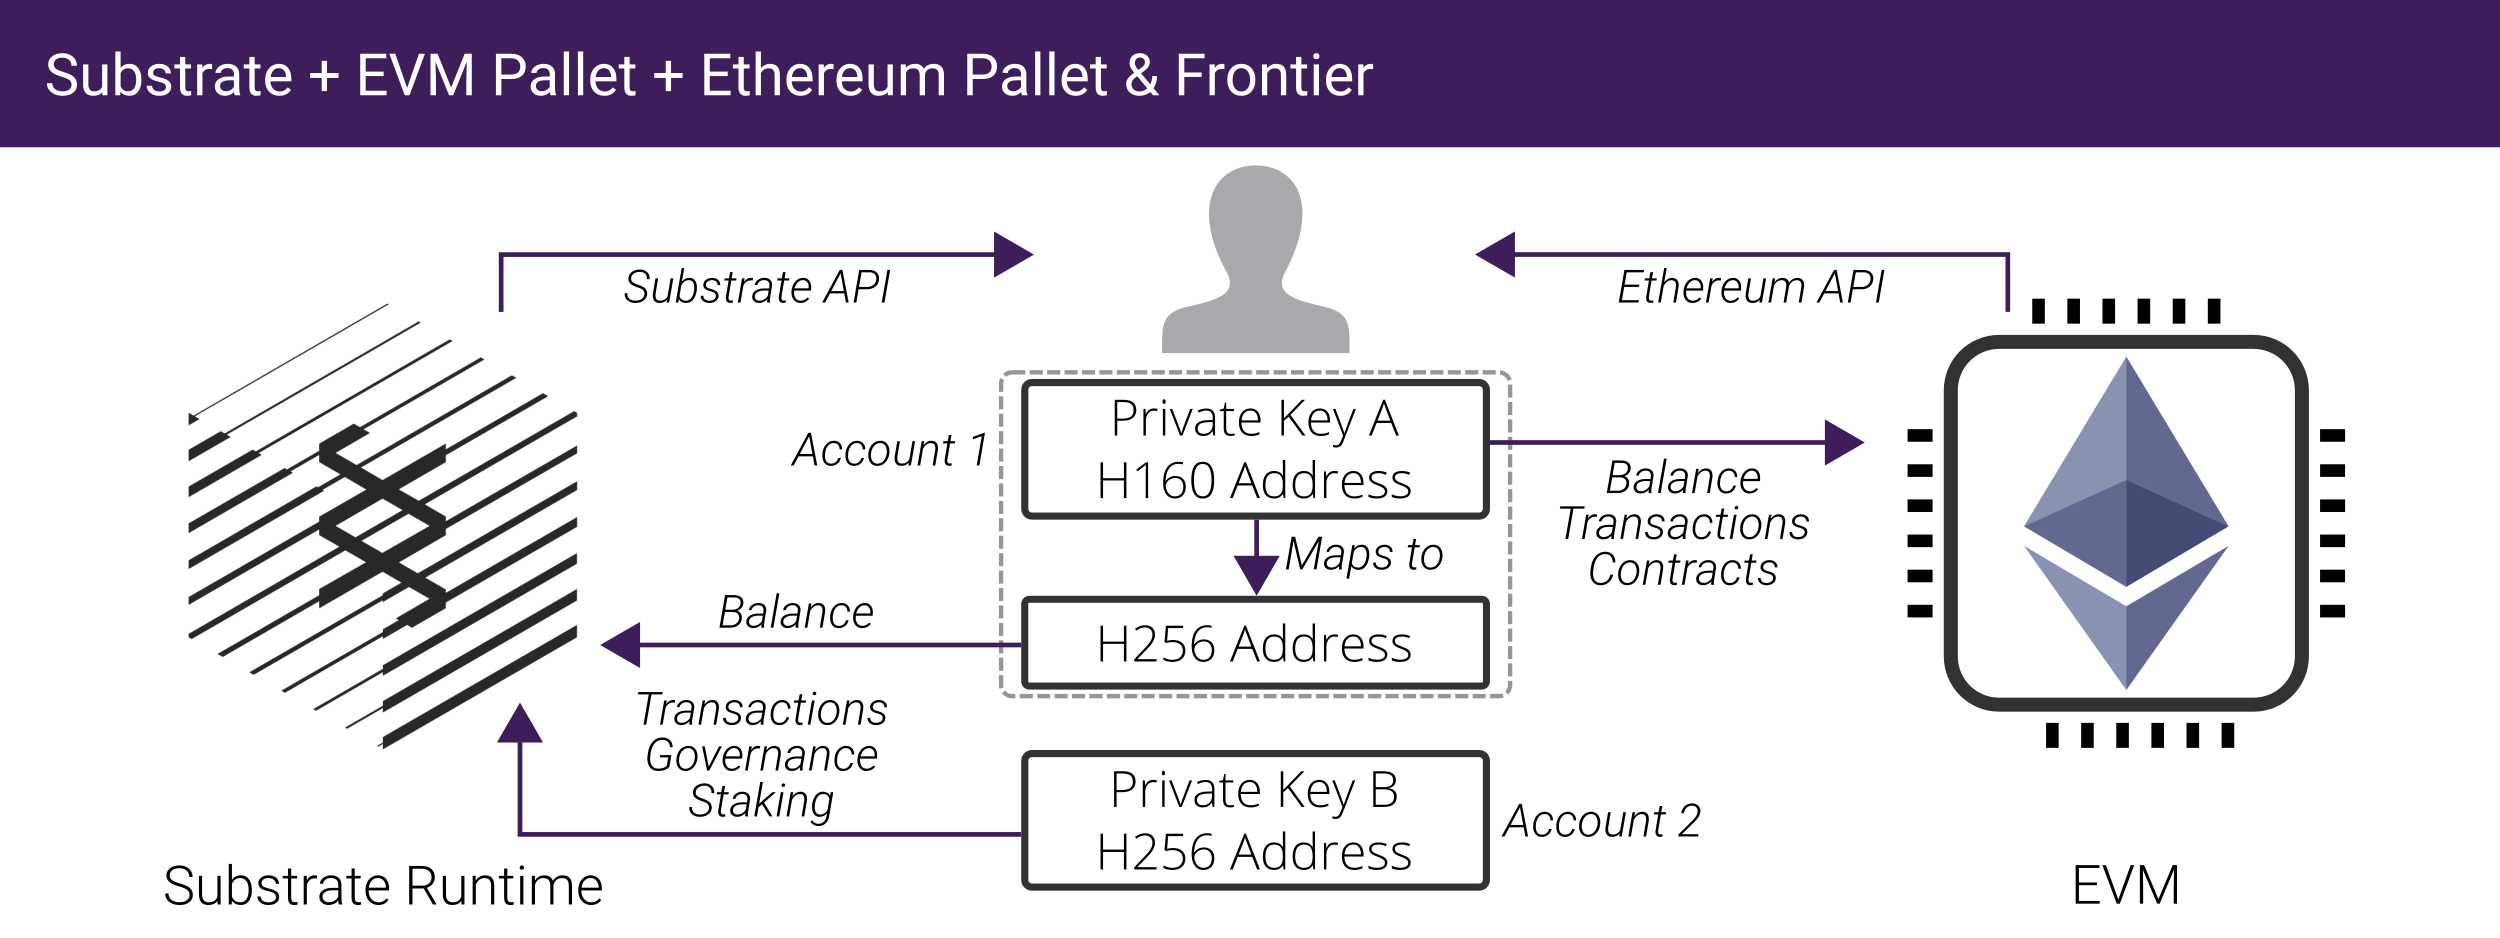 Substrate + EVM Pallete + Ethereum Pallet & Frontier
Substrate API
Ethereum API
Account 1
Private Key A
H160 Address
Balance
Transactions
Contracts
Maps to
Balance
H256 Address
Transactions
Governance
Staking
Private Key B
H256 Address
Account 2
Substrate Runtime
EVM